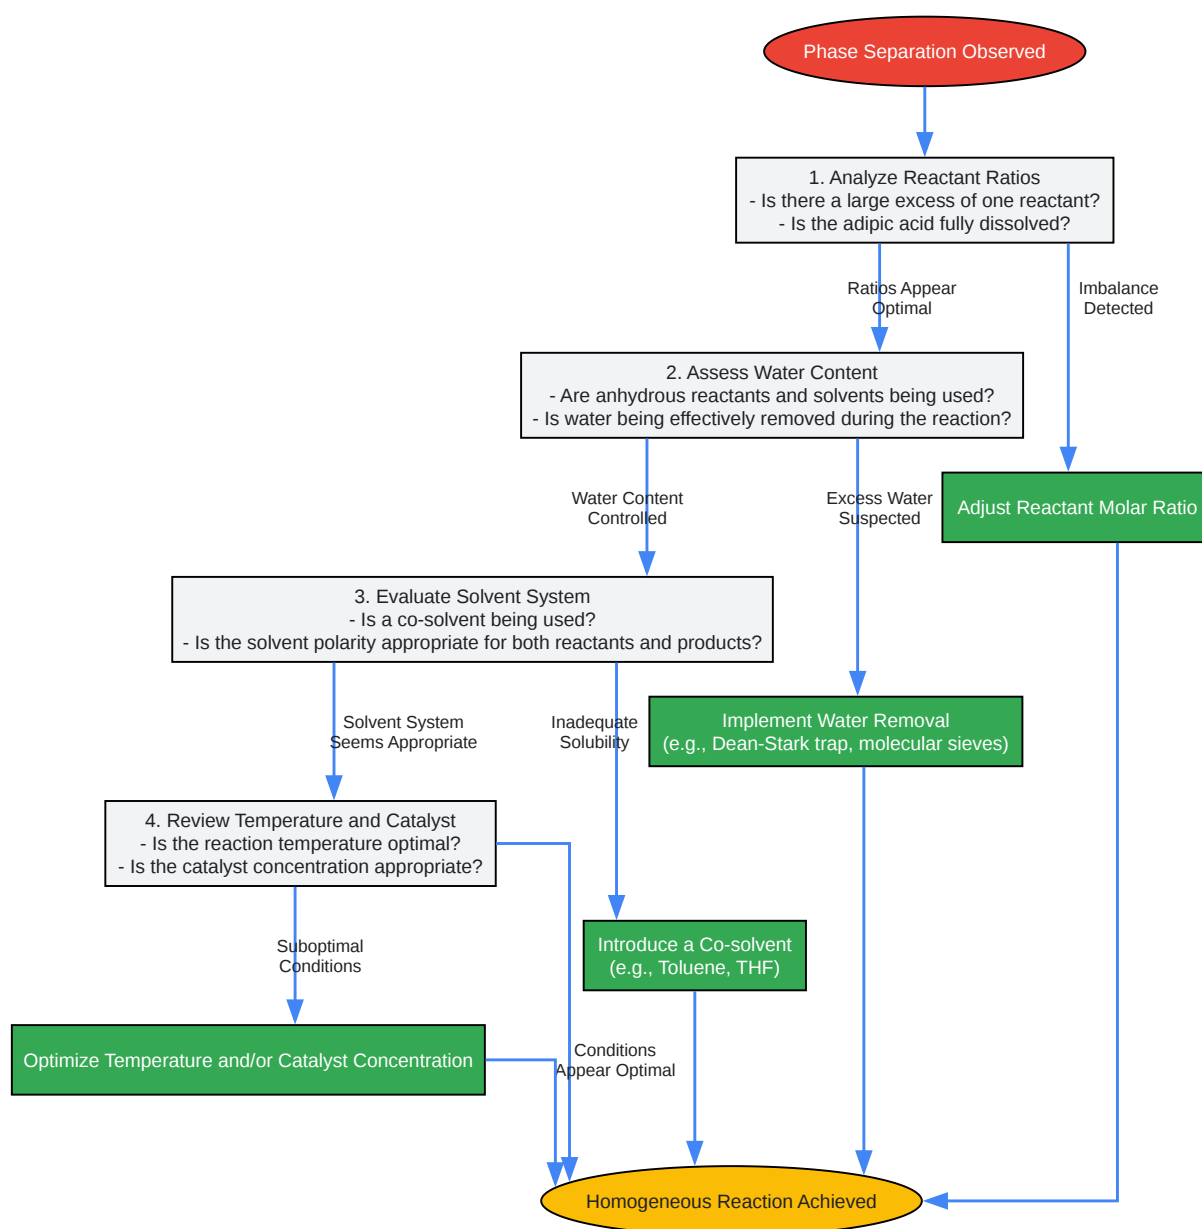 Phase Separation Observed
1. Analyze Reactant Ratios
- Is there a large excess of one reactant?
- Is the adipic acid fully dissolved?
Ratios Appear
Optimal
Imbalance
Detected
2. Assess Water Content
- Are anhydrous reactants and solvents being used?
- Is water being effectively removed during the reaction?
Water Content
Controlled
Excess Water
Suspected
Adjust Reactant Molar Ratio
3. Evaluate Solvent System
- Is a co-solvent being used?
- Is the solvent polarity appropriate for both reactants and products?
Solvent System
Seems Appropriate
Inadequate
Solubility
Implement Water Removal
(e.g., Dean-Stark trap, molecular sieves)
4. Review Temperature and Catalyst
- Is the reaction temperature optimal?
- Is the catalyst concentration appropriate?
Suboptimal
Conditions
Introduce a Co-solvent
(e.g., Toluene, THF)
Optimize Temperature and/or Catalyst Concentration
Conditions
Appear Optimal
Homogeneous Reaction Achieved